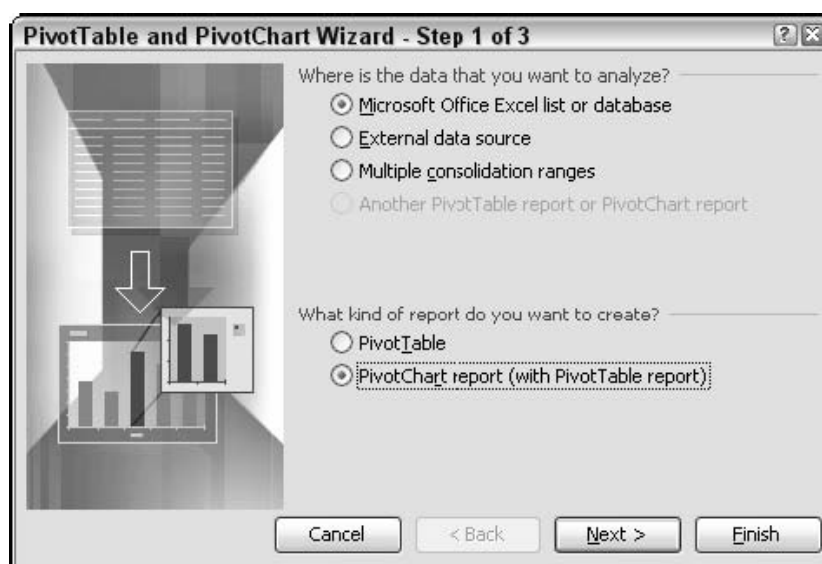 PivotTable and PivotChart Wizard - Step 1 of 3
Where is the data that you want to analyze?
Microsoft Office Excel list or database
External data source
Multiple consolidation ranges
Another PivotTable report or PivotChart report
What kind of report do you want to create?
PivotTable
PivotChart report (with PivotTable report)
Cancel
< Back
Next >
Finish